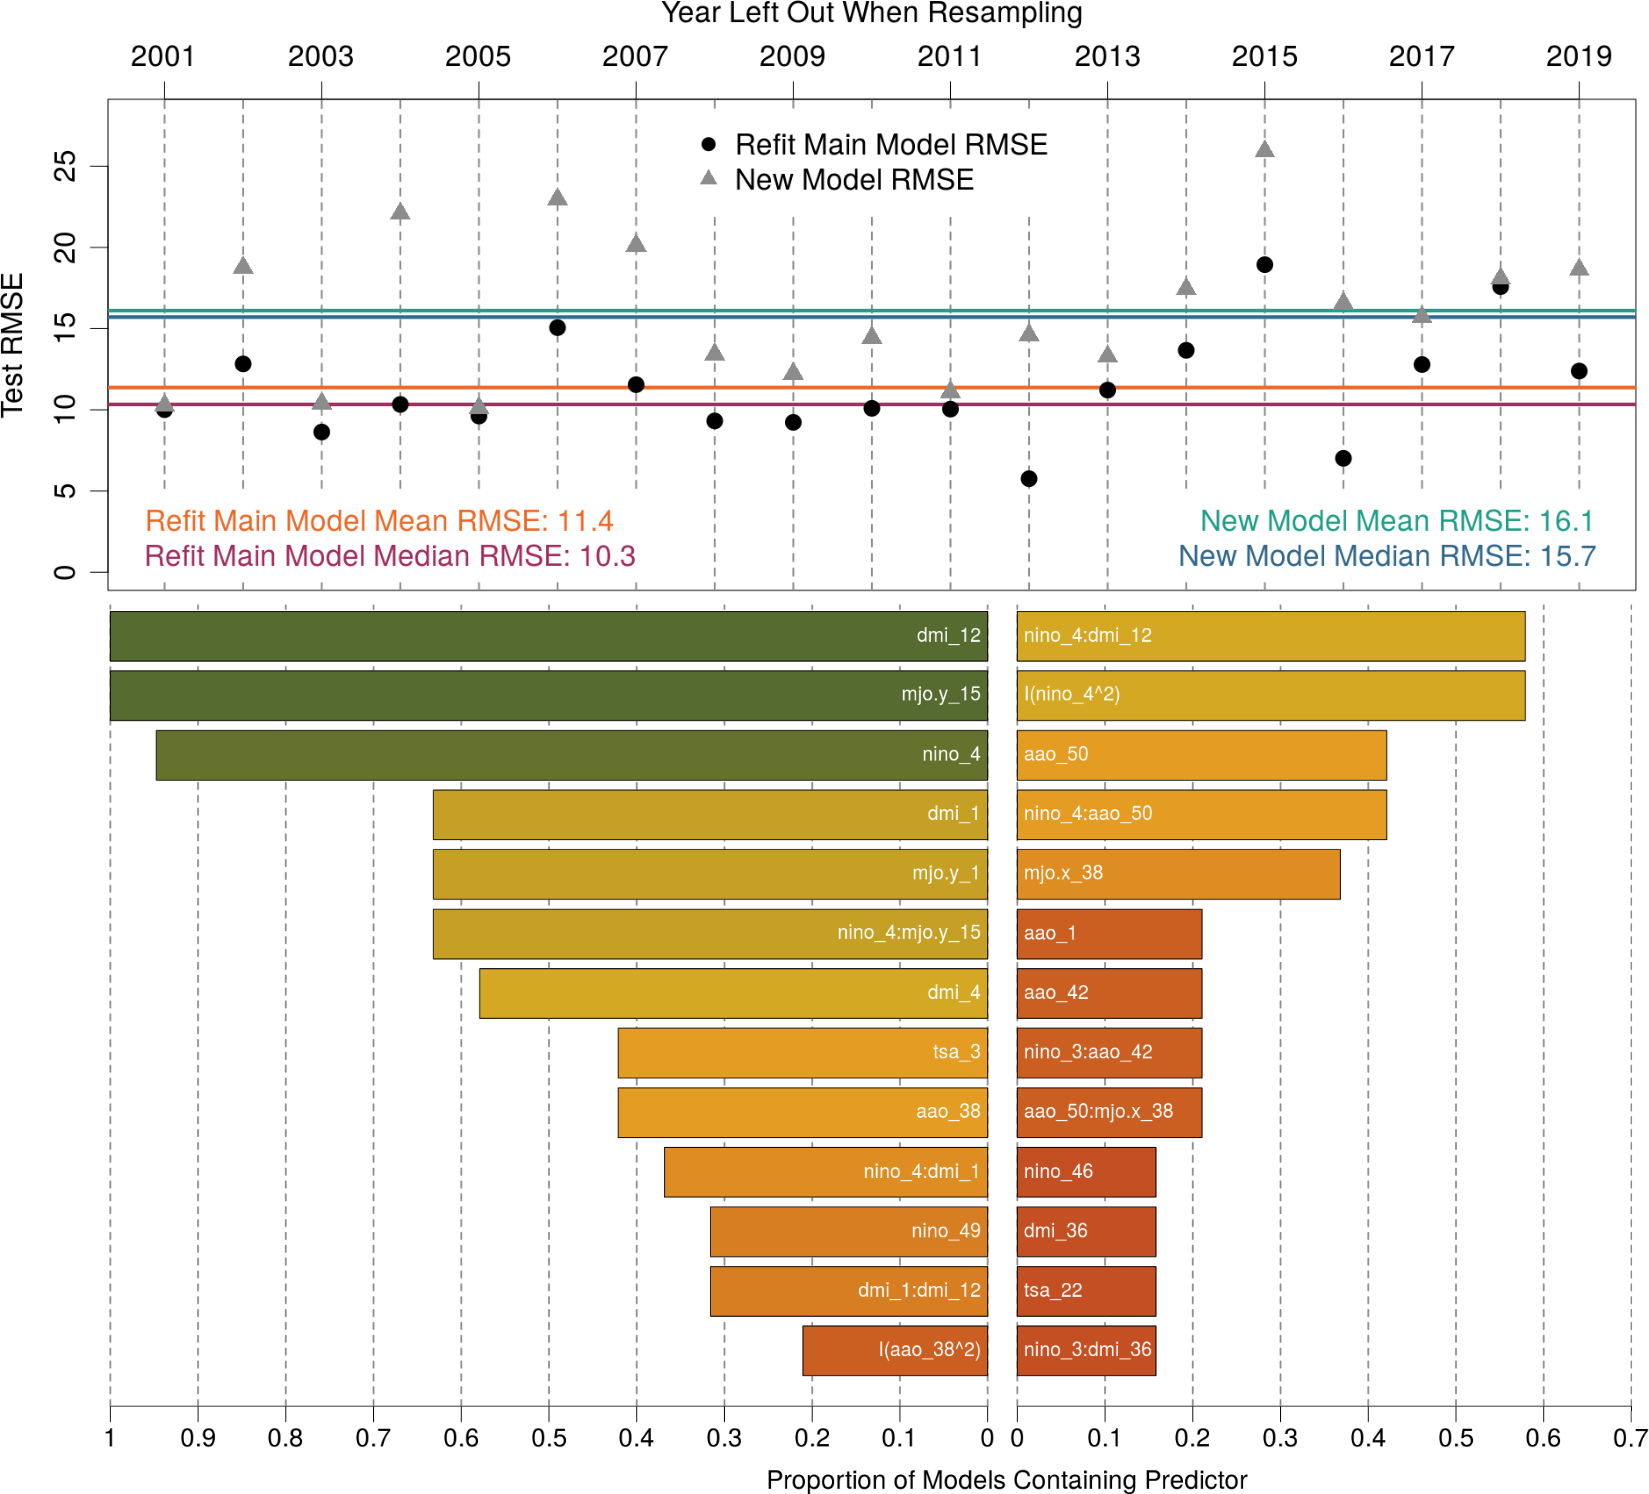 Year Left Out When Resampling
2001 2003 2005 2007 2009 2011 2013 2015 2017 2019
Test RMSE
25
20
15
10
5
0
Refit Main Model RMSE
New Model RMSE
Refit Main Model Mean RMSE: 11.4
Refit Main Model Median RMSE: 10.3
New Model Mean RMSE: 16.1
New Model Median RMSE: 15.7
dmi_12
mjo.y_15
nino_4
dmi_1
mjo.y_1
nino_4:mjo.y_15
dmi_4
tsa_3
aao_38
nino_4:dmi_1
nino_49
dmi_1:dmi_12
I(aao_38^2)
nino_4:dmi_12
I(nino_4^2)
aao_50
nino_4:aao_50
mjo.x_38
aao_1
aao_42
nino_3:aao_42
aao_50:mjo.x_38
nino_46
dmi_36
tsa_22
nino_3:dmi_36
1 0.9 0.8 0.7 0.6 0.5 0.4 0.3 0.2 0.1 0
0 0.1 0.2 0.3 0.4 0.5 0.6 0.7
Proportion of Models Containing Predictor